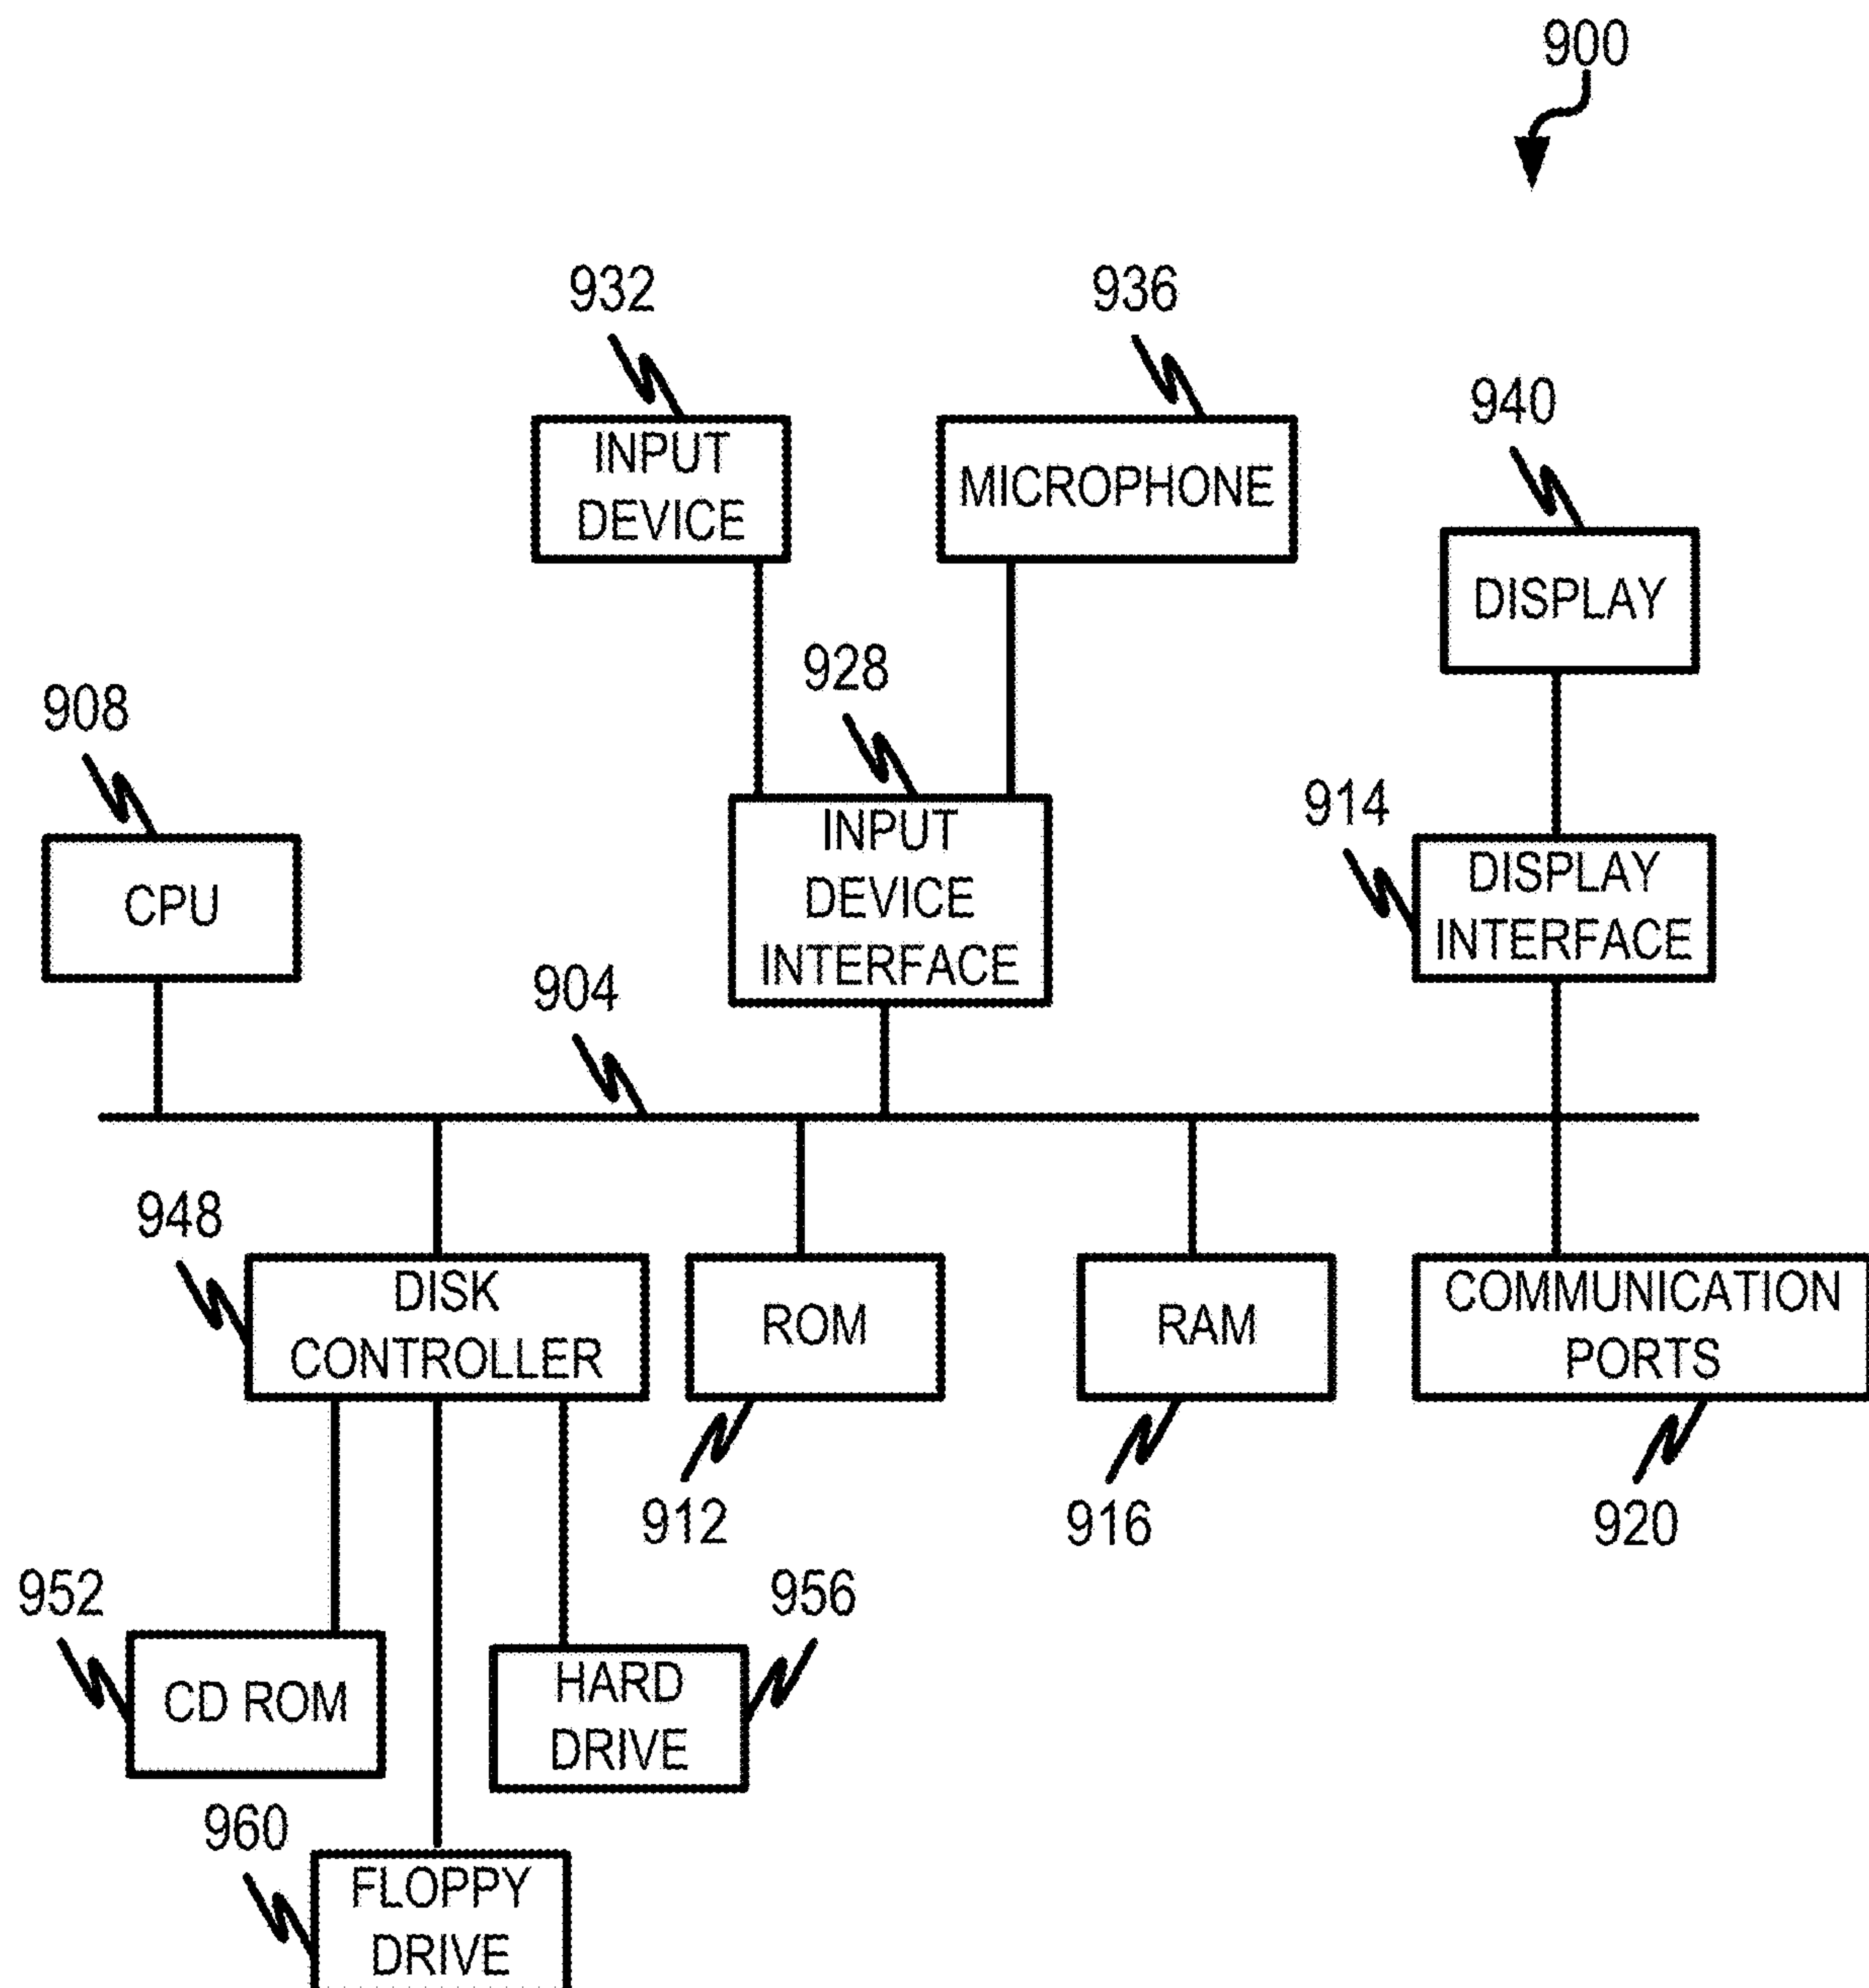 900
932
936
INPUT
DEVICE
MICROPHONE
940
DISPLAY
928
908
914
INPUT
DEVICE
INTERFACE
CPU
DISPLAY
INTERFACE
904
948
DISK
CONTROLLER
ROM
RAM
COMMUNICATION
PORTS
912
916
920
952
956
CD ROM
HARD
DRIVE
960
FLOPPY
DRIVE